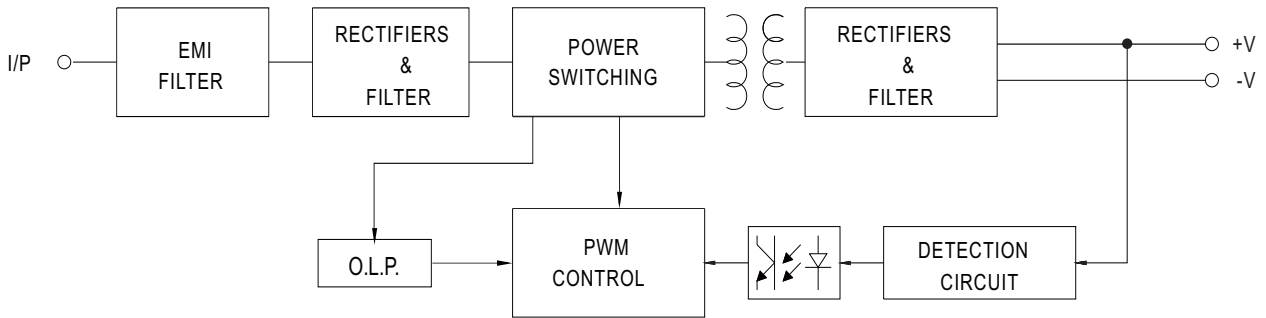 I/P
EMI
FILTER
RECTIFIERS
&
FILTER
POWER
SWITCHING
RECTIFIERS
&
FILTER
+V
-V
O.L.P.
PWM
CONTROL
DETECTION
CIRCUIT